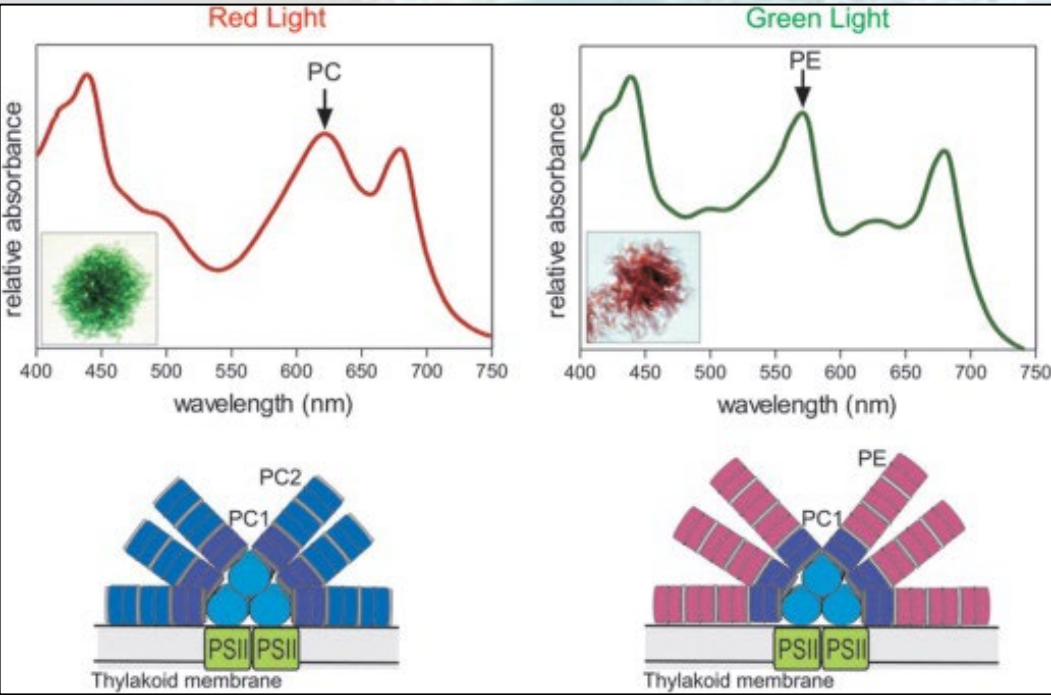 Red Light
Green Light
PC
PE
relative absorbance
relative absorbance
400 450 500 550 600 650 700 750
400 450 500 550 600 650 700 750
wavelength (nm)
wavelength (nm)
PC2
PC1
PE
PC1
PSII PSII
PSII PSII
Thylakoid membrane
Thylakoid membrane